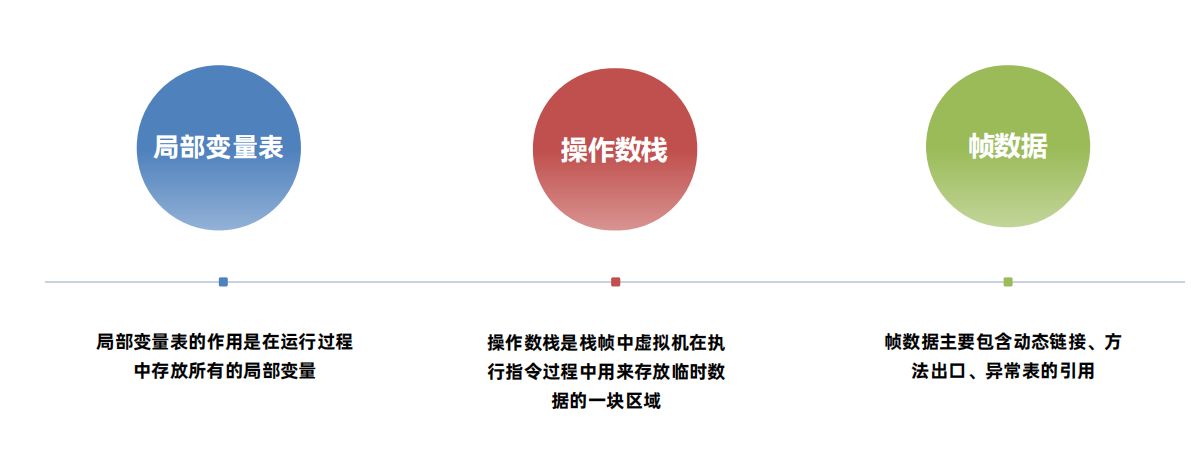 局部变量表
操作数栈
帧数据
局部变量表的作用是在运行过程
中存放所有的局部变量
操作数栈是栈帧中虚拟机在执
行指令过程中用来存放临时数
据的一块区域
帧数据主要包含动态链接、方
法出口、异常表的引用